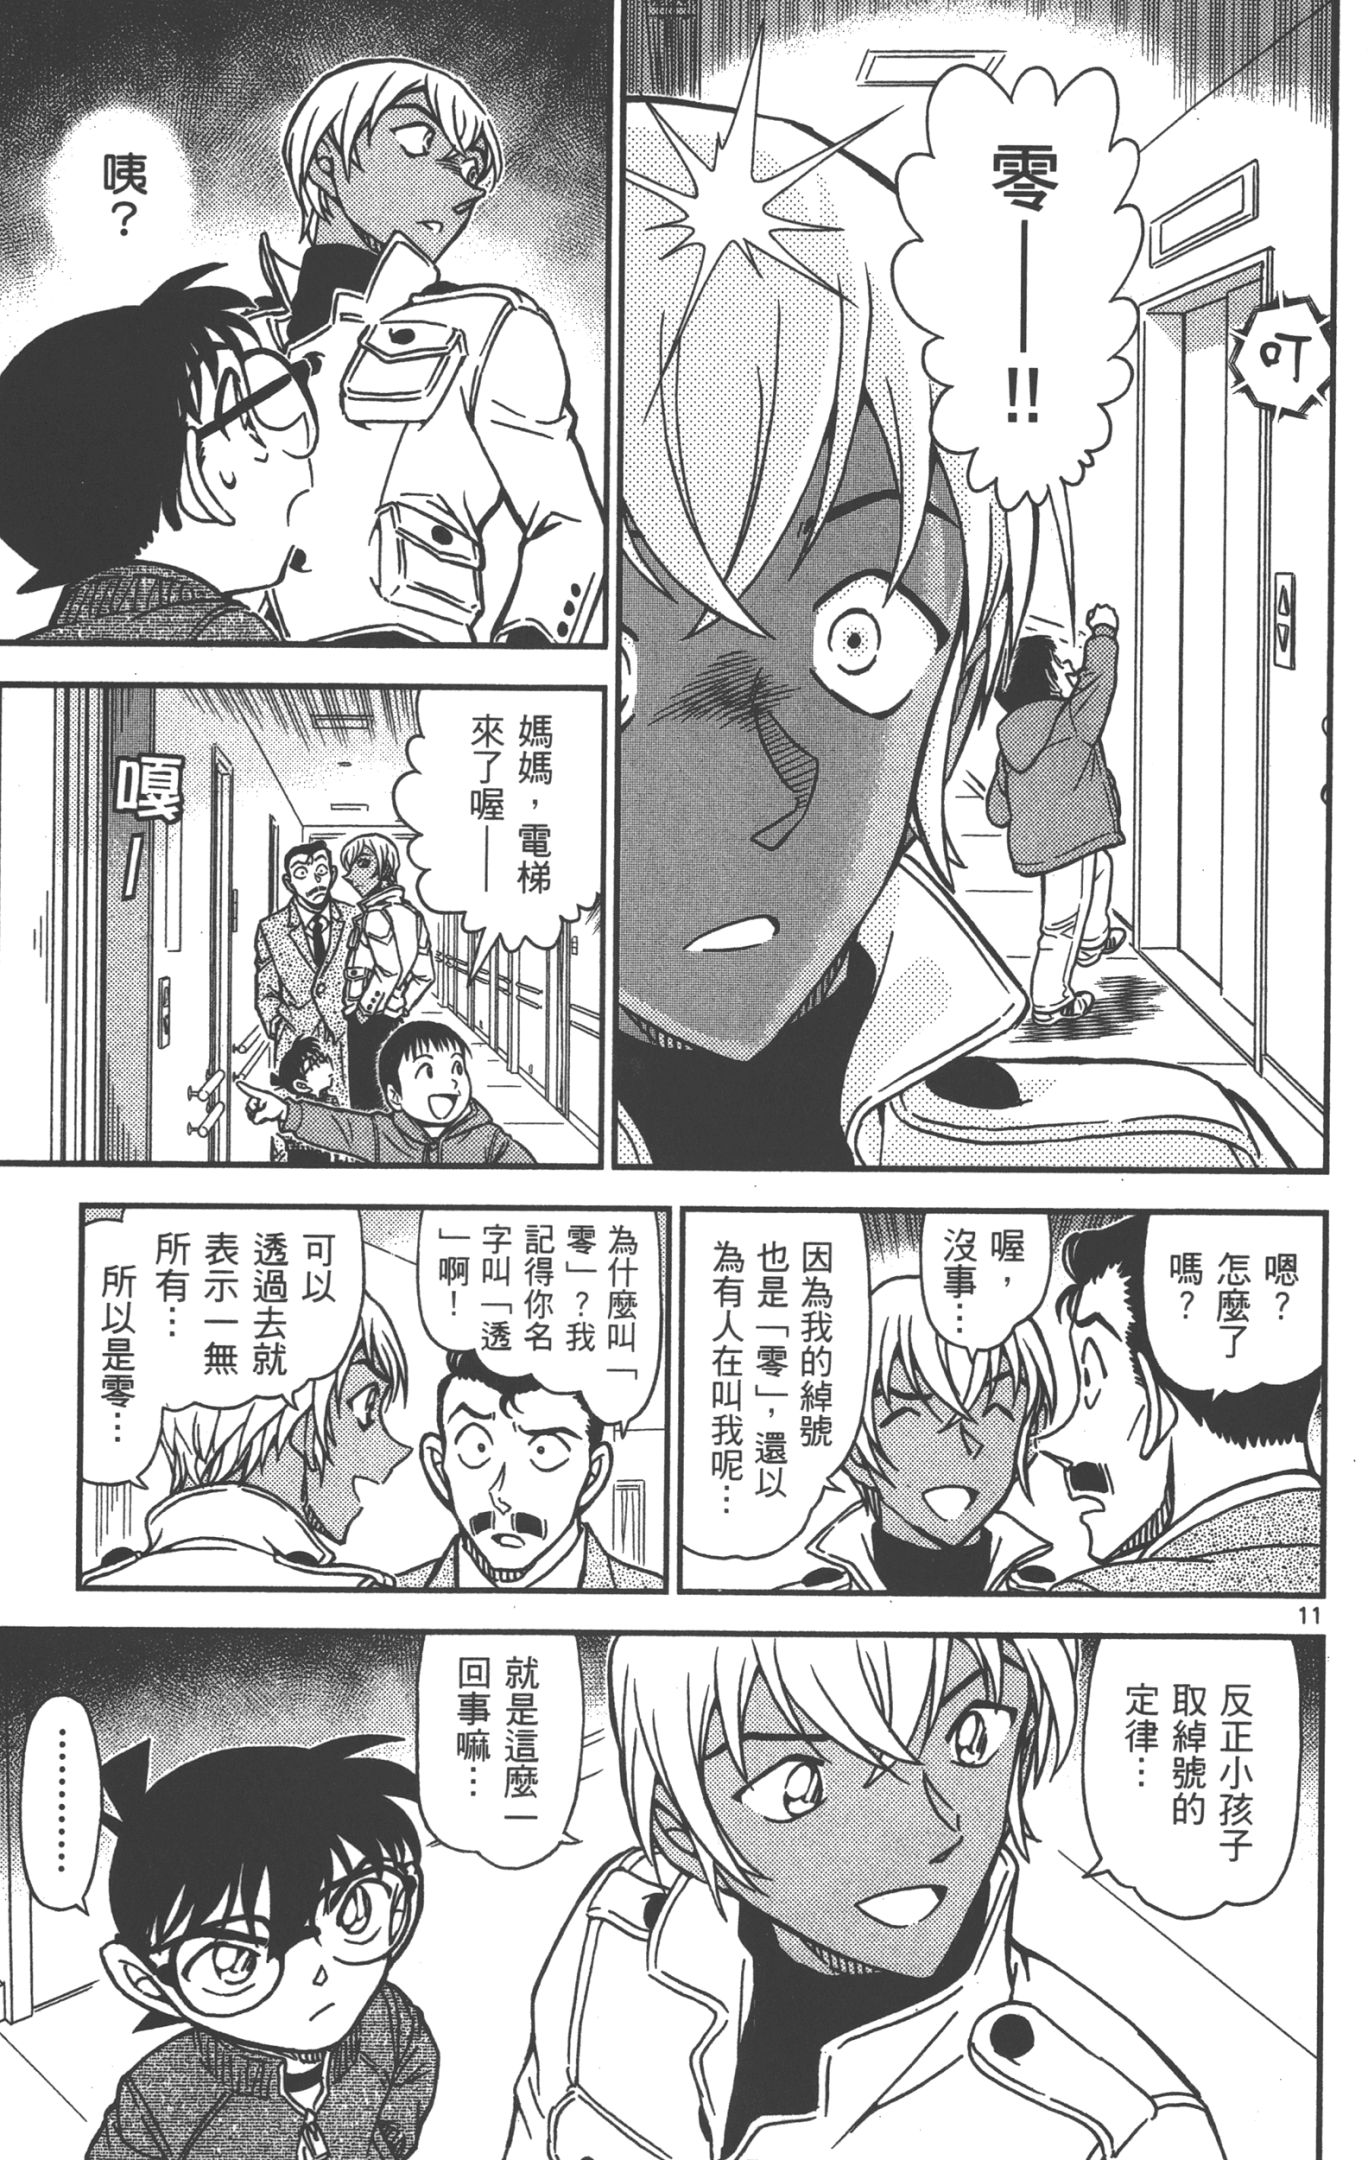 零——!!
叮
咦？
媽媽，電梯
來了喔——
嘎—
嗯？
怎麼了
嗎？
喔，
沒事…
因為我的綽號
也是「零」，還以
為有人在叫我呢…
為什麼叫「
零」？我
記得你名
字叫「透
」啊！
可以
透過去就
表示一無
所有…
所以是零…
11
反正小孩子
取綽號的
定律…
就是這麼一
回事嘛…
…………